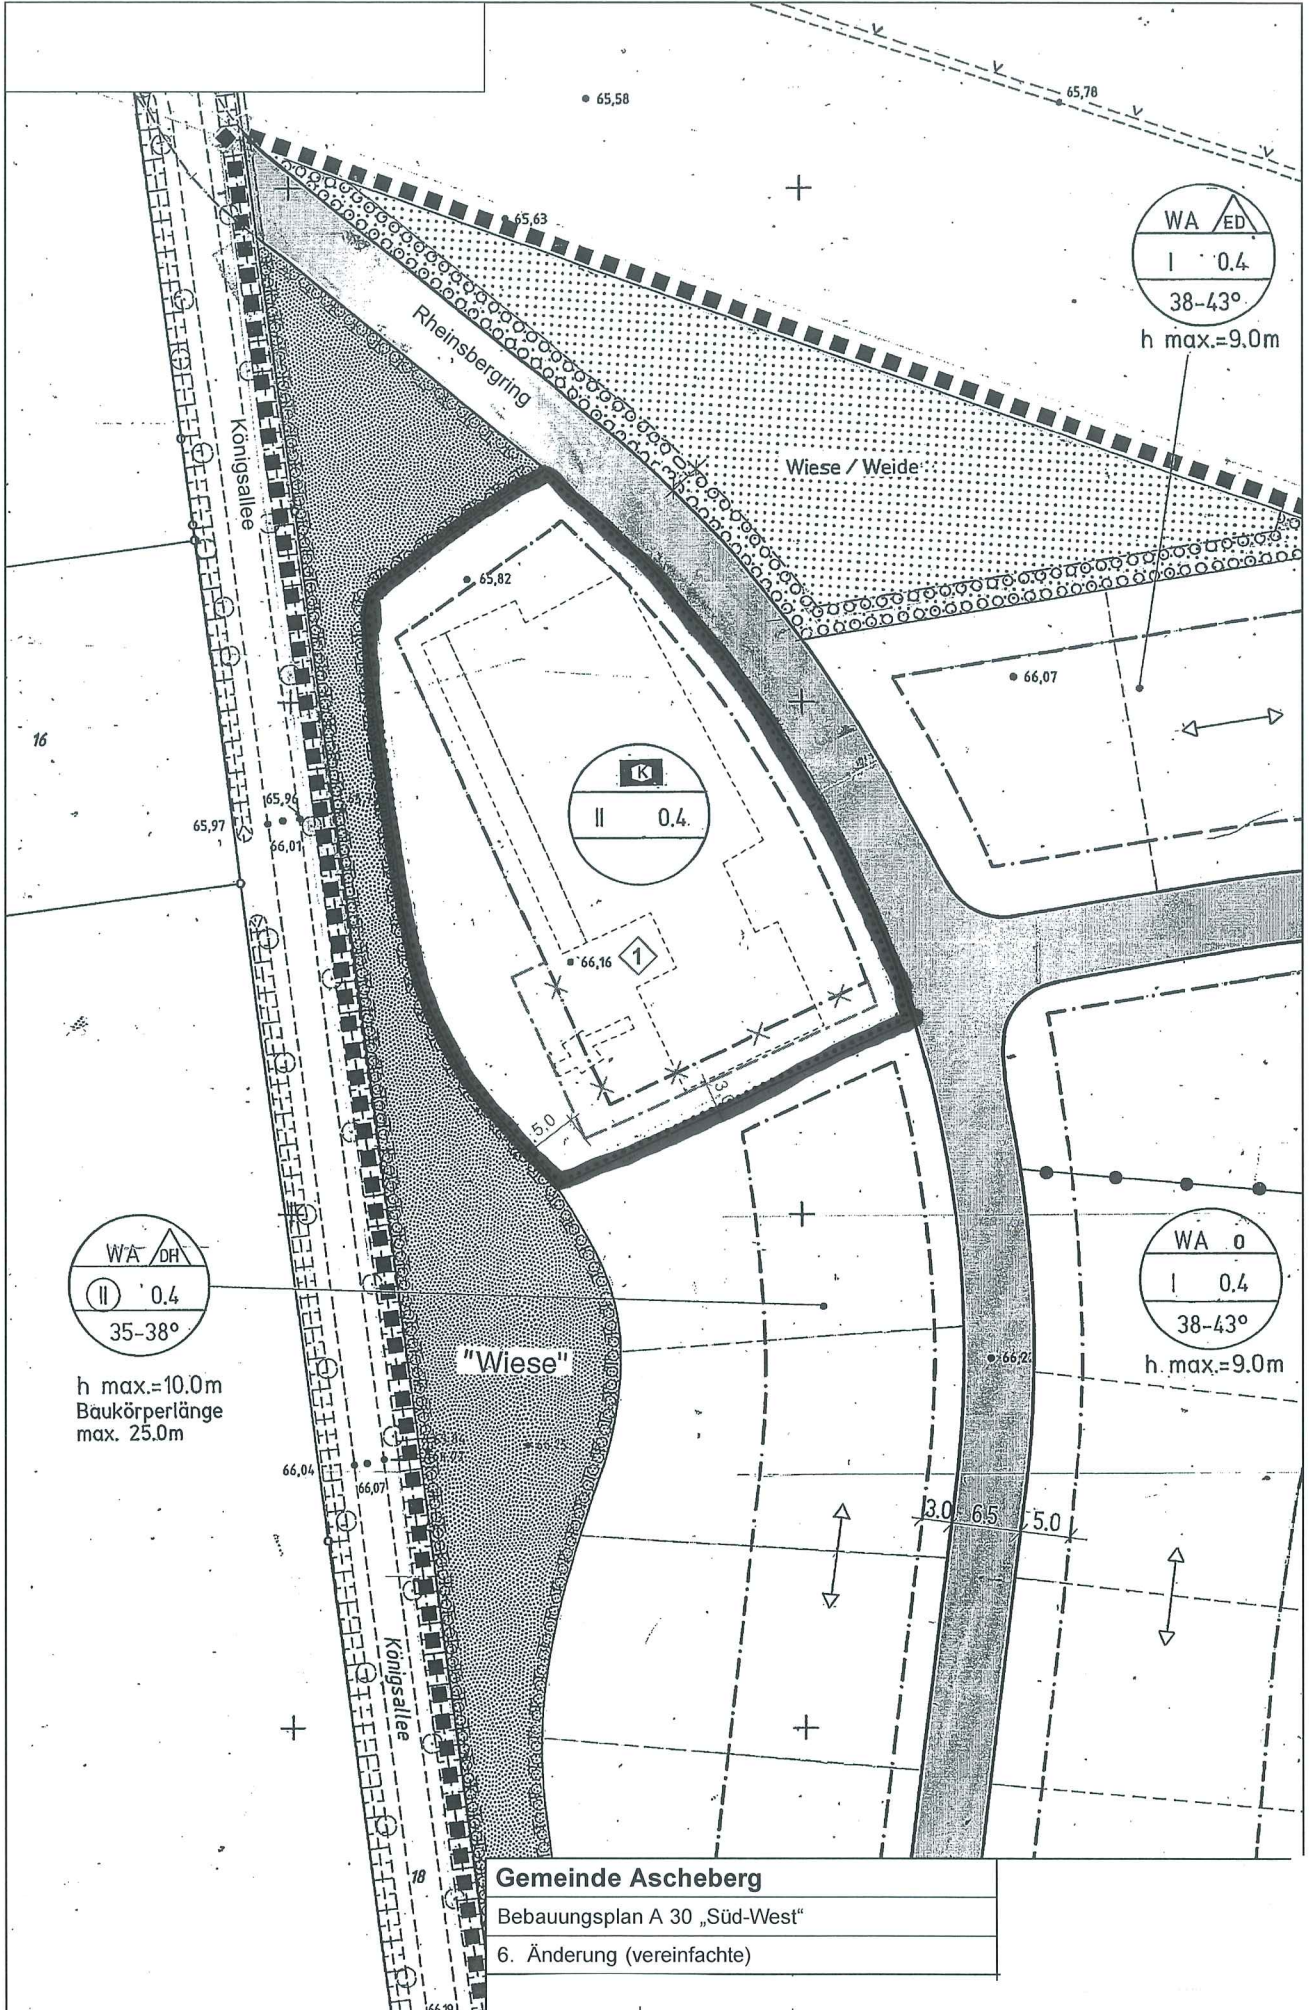 65,58
65,78
65,63
WA ED
I 0.4
38-43°
h max.=9.0m
Rheinsbergring
Königsallee
Wiese / Weide
65,82
66,07
16
K
II 0.4
65,96
65,97
66,01
66,16
1
5.0
WA DH
II 0.4
35-38°
h max.=10.0m
Baukörperlänge
max. 25.0m
WA o
I 0.4
38-43°
h. max.=9.0m
"Wiese"
66,04
66,07
3.0 6.5 5.0
Königsallee
18
Gemeinde Ascheberg
Bebauungsplan A 30 „Süd-West“
6. Änderung (vereinfachte)